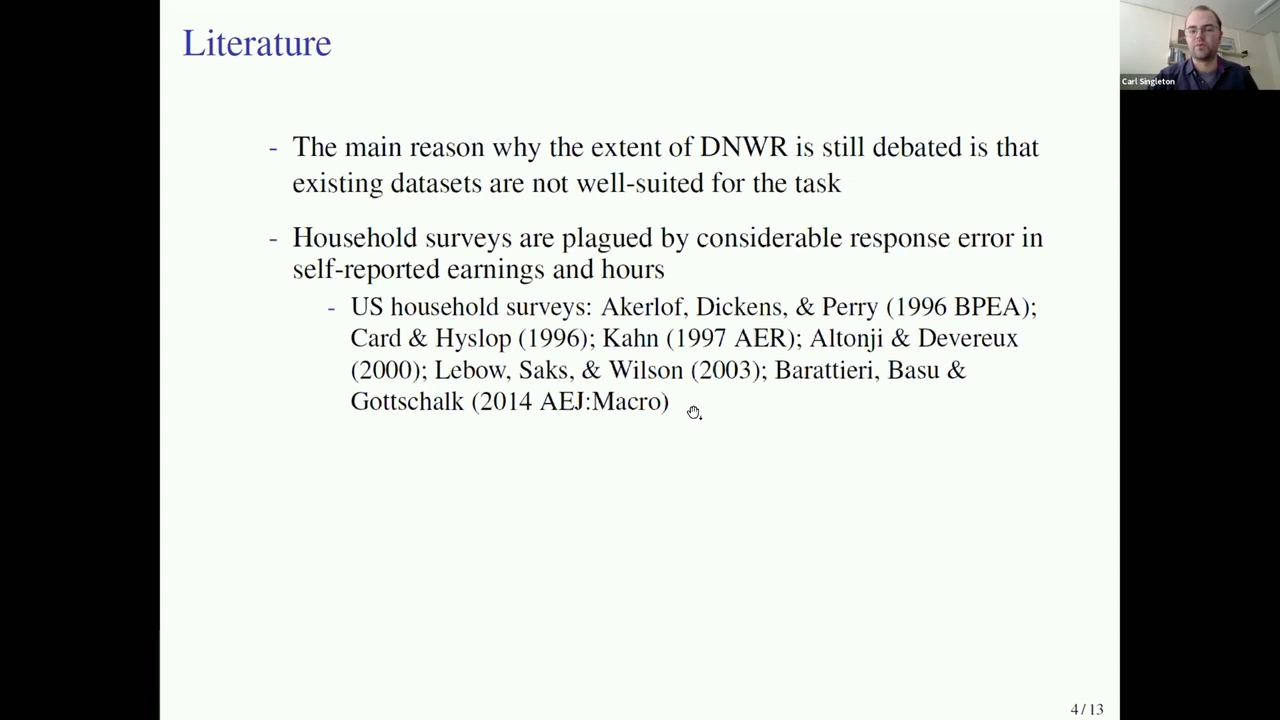 Literature
Carl Singleton
- The main reason why the extent of DNWR is still debated is that
existing datasets are not well-suited for the task
- Household surveys are plagued by considerable response error in
self-reported earnings and hours
- US household surveys: Akerlof, Dickens, & Perry (1996 BPEA);
Card & Hyslop (1996); Kahn (1997 AER); Altonji & Devereux
(2000); Lebow, Saks, & Wilson (2003); Barattieri, Basu &
Gottschalk (2014 AEJ:Macro)
4 / 13